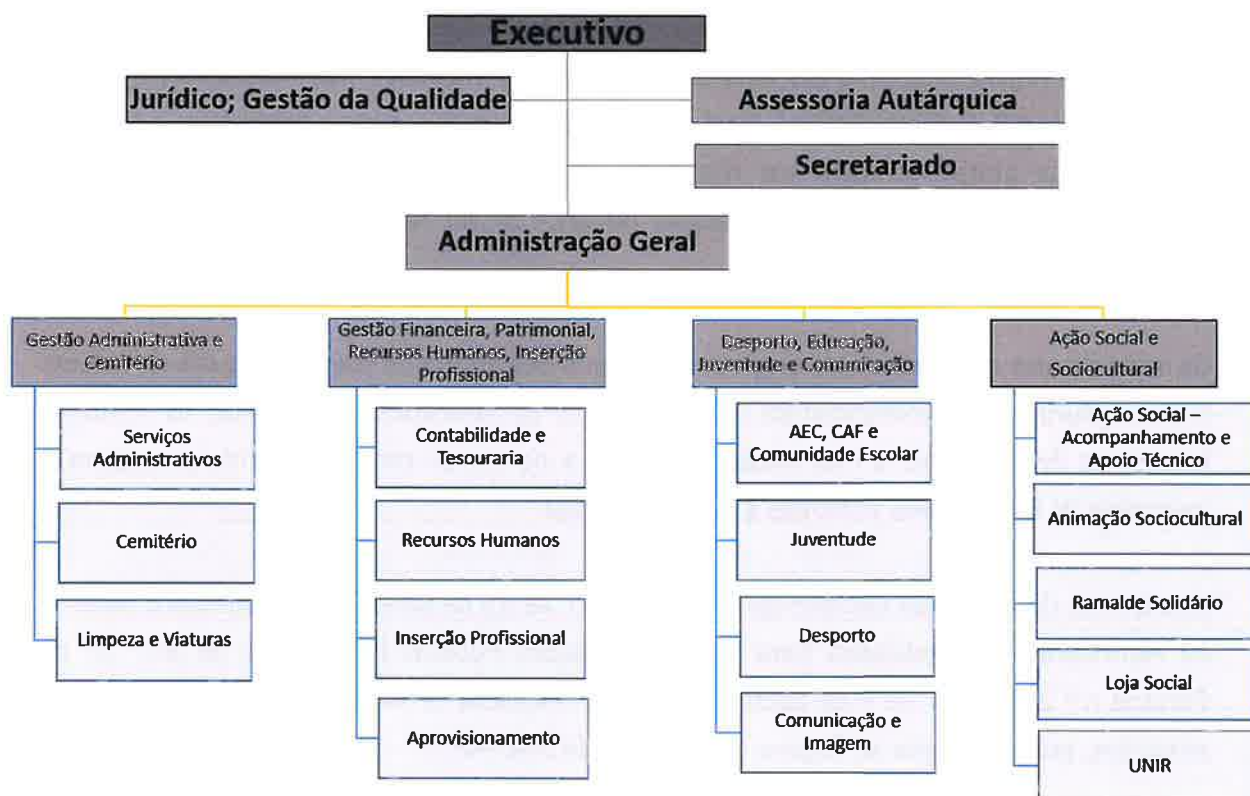 Executivo
Jurídico; Gestão da Qualidade
Assessoria Autárquica
Secretariado
Administração Geral
Gestão Administrativa e
Cemitério
Gestão Financeira, Patrimonial,
Recursos Humanos, Inserção
Profissional
Desporto, Educação,
Juventude e Comunicação
Ação Social e
Sociocultural
Serviços
Administrativos
Cemitério
Limpeza e Viaturas
Contabilidade e
Tesouraria
Recursos Humanos
Inserção Profissional
Aprovisionamento
AEC, CAF e
Comunidade Escolar
Juventude
Desporto
Comunicação e
Imagem
Ação Social –
Acompanhamento e
Apoio Técnico
Animação Sociocultural
Ramalde Solidário
Loja Social
UNIR